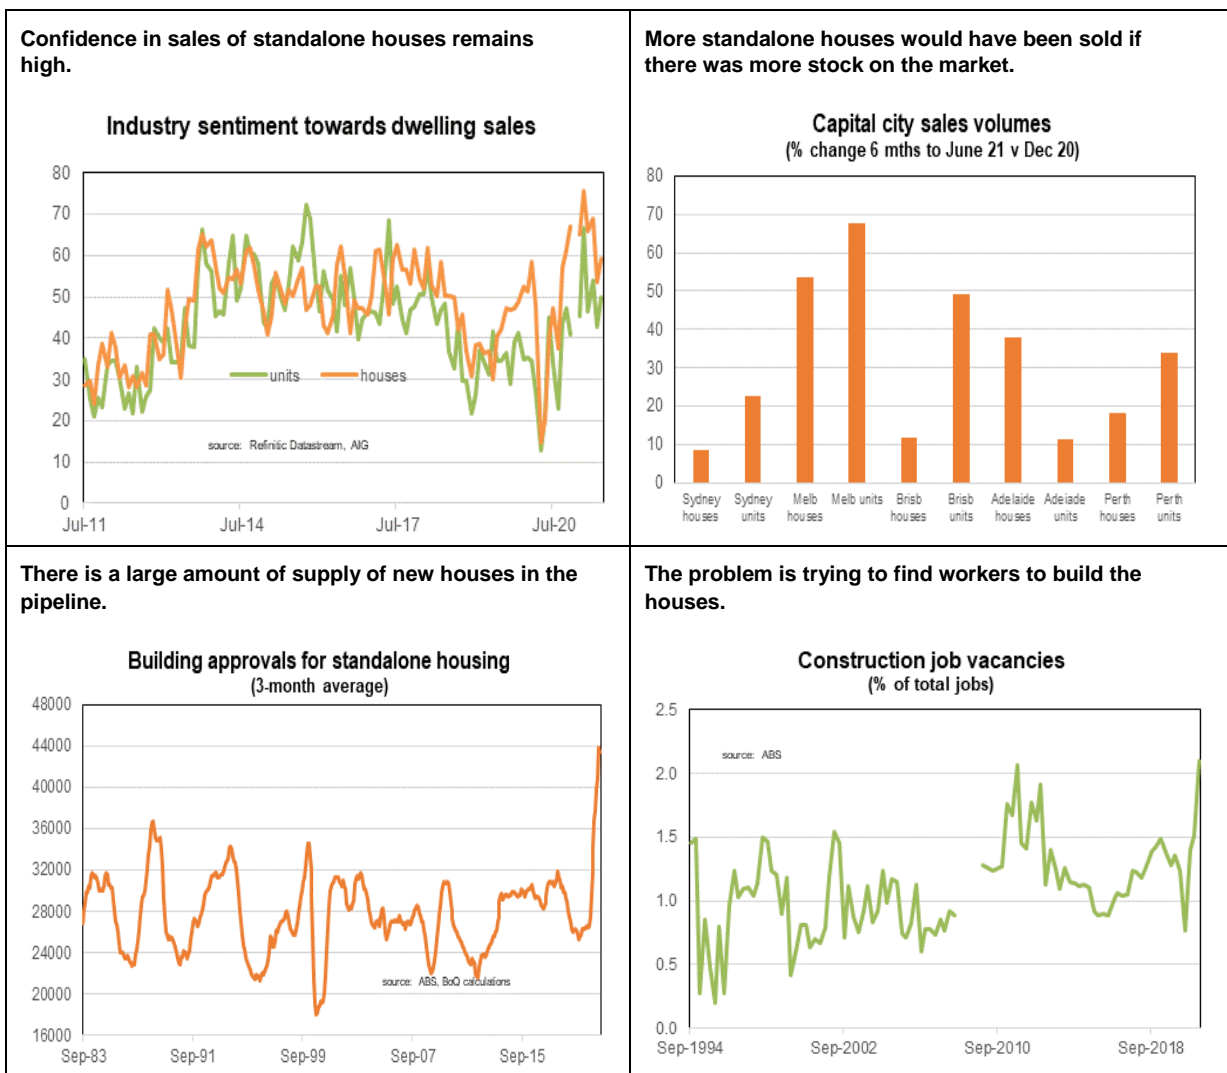 Confidence in sales of standalone houses remains
high.
Industry sentiment towards dwelling sales
80
70
60
50
40
30
20
10
0
units
houses
source: Refinitic Datastream, AIG
Jul-11
Jul-14
Jul-17
Jul-20
More standalone houses would have been sold if
there was more stock on the market.
Capital city sales volumes
(% change 6 mths to June 21 v Dec 20)
80
70
60
50
40
30
20
10
0
Sydney
houses
Sydney
units
Melb
houses
Melb units
Brisb
houses
Brisb
units
Adelaide
houses
Adeiade
units
Perth
houses
Perth
units
There is a large amount of supply of new houses in the
pipeline.
Building approvals for standalone housing
(3-month average)
48000
44000
40000
36000
32000
28000
24000
20000
16000
source: ABS, BoQ calculations
Sep-83
Sep-91
Sep-99
Sep-07
Sep-15
The problem is trying to find workers to build the
houses.
Construction job vacancies
(% of total jobs)
2.5
2.0
1.5
1.0
0.5
0.0
source: ABS
Sep-1994
Sep-2002
Sep-2010
Sep-2018